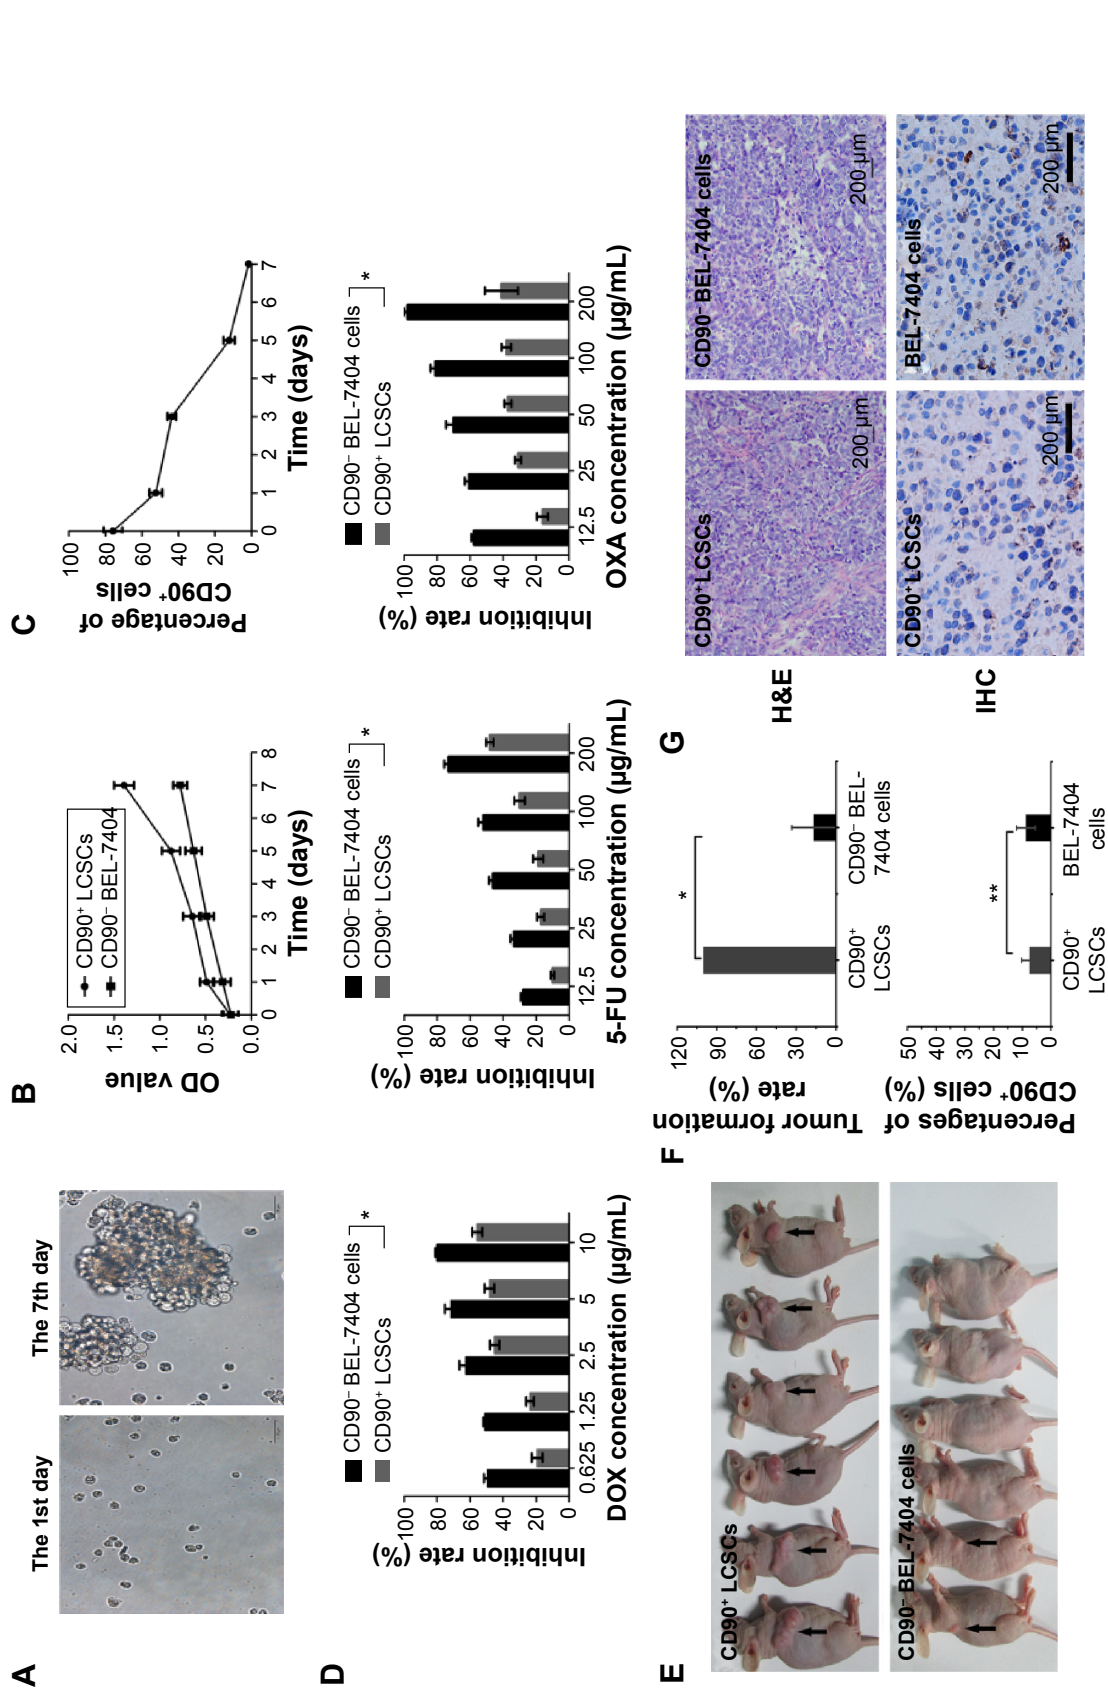 A
The 1st day
The 7th day
B
OD value
2.0
1.5
1.0
0.5
0.0
CD90⁺ LCSCs
CD90⁻ BEL-7404
0 1 2 3 4 5 6 7 8
Time (days)
C
Percentage of
CD90⁺ cells
100
80
60
40
20
0
0 1 2 3 4 5 6 7
Time (days)
D
Inhibition rate (%)
100
80
60
40
20
0
CD90⁻ BEL-7404 cells
CD90⁺ LCSCs
*
0.625 1.25 2.5 5 10
DOX concentration (µg/mL)
Inhibition rate (%)
100
80
60
40
20
0
CD90⁻ BEL-7404 cells
CD90⁺ LCSCs
*
12.5 25 50 100 200
5-FU concentration (µg/mL)
Inhibition rate (%)
100
80
60
40
20
0
CD90⁻ BEL-7404 cells
CD90⁺ LCSCs
*
12.5 25 50 100 200
OXA concentration (µg/mL)
E
CD90⁺ LCSCs
CD90⁻ BEL-7404 cells
F
Tumor formation
rate (%)
120
90
60
30
0
*
CD90⁺
LCSCs
CD90⁻ BEL-
7404 cells
Percentages of
CD90⁺ cells (%)
50
40
30
20
10
0
**
CD90⁺
LCSCs
BEL-7404
cells
G
H&E
CD90⁺LCSCs
200 µm
CD90⁻ BEL-7404 cells
200 µm
IHC
CD90⁺LCSCs
200 µm
BEL-7404 cells
200 µm